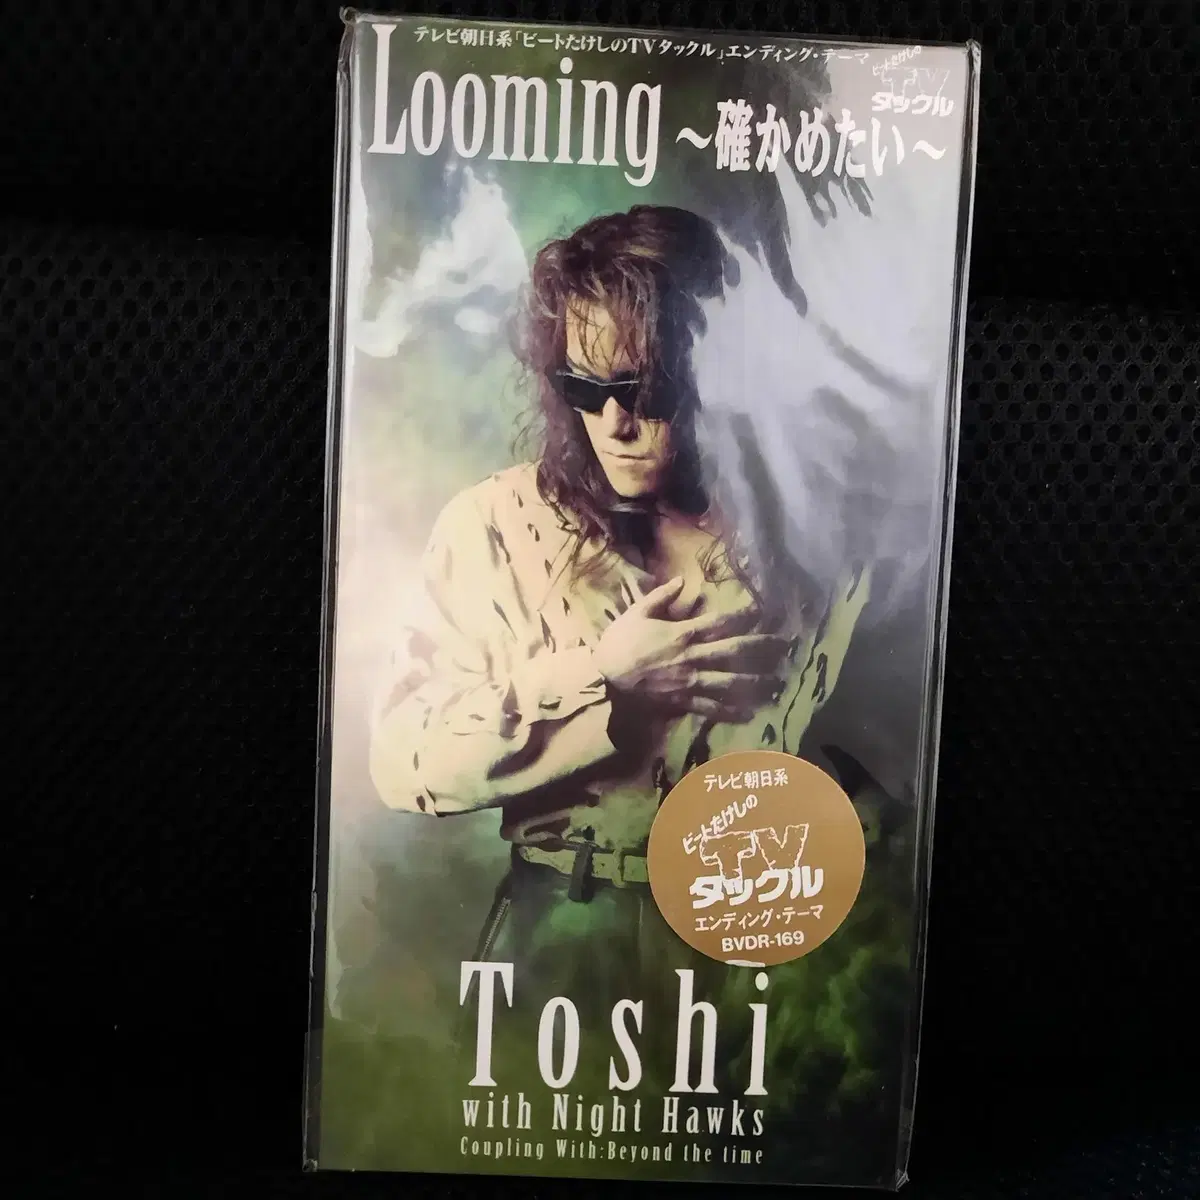 テレビ朝日系「ビートたけしのTVタックル」エンディング・テーマ
ビートたけしの
TV
タックル
Looming
～確かめたい～
テレビ朝日系
ビートたけしの
TV
タックル
エンディング・テーマ
BVDR-169
Toshi
with Night Hawks
Coupling With:Beyond the time